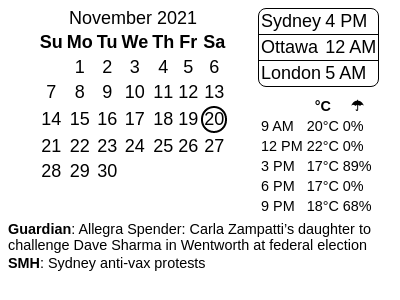 November 2021
Su Mo Tu We Th Fr Sa
1 2 3 4 5 6
7 8 9 10 11 12 13
14 15 16 17 18 19 20
21 22 23 24 25 26 27
28 29 30
Sydney 4 PM
Ottawa 12 AM
London 5 AM
°C ☂
9 AM 20°C 0%
12 PM 22°C 0%
3 PM 17°C 89%
6 PM 17°C 0%
9 PM 18°C 68%
Guardian: Allegra Spender: Carla Zampatti’s daughter to
challenge Dave Sharma in Wentworth at federal election
SMH: Sydney anti-vax protests